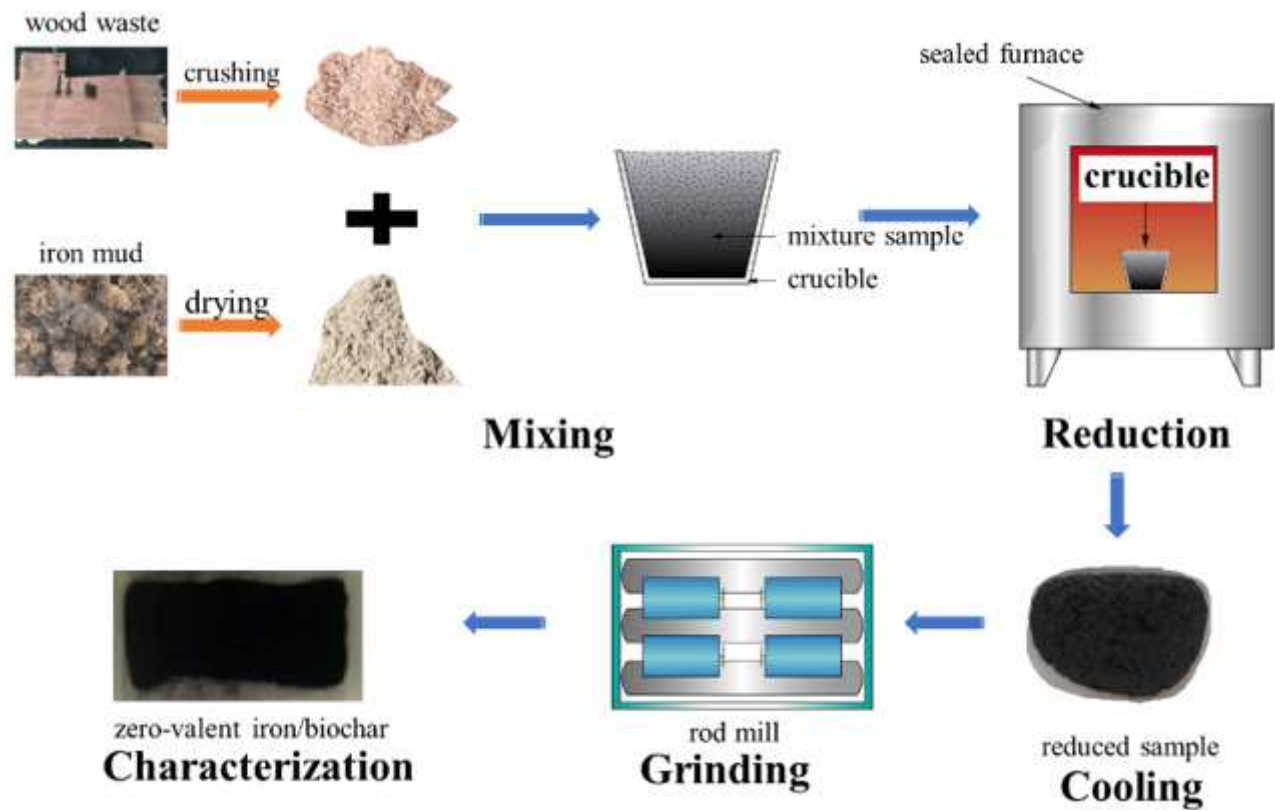 wood waste
crushing
sealed furnace
crucible
mixture sample
crucible
iron mud
drying
Mixing
Reduction
zero-valent iron/biochar
Characterization
rod mill
Grinding
reduced sample
Cooling